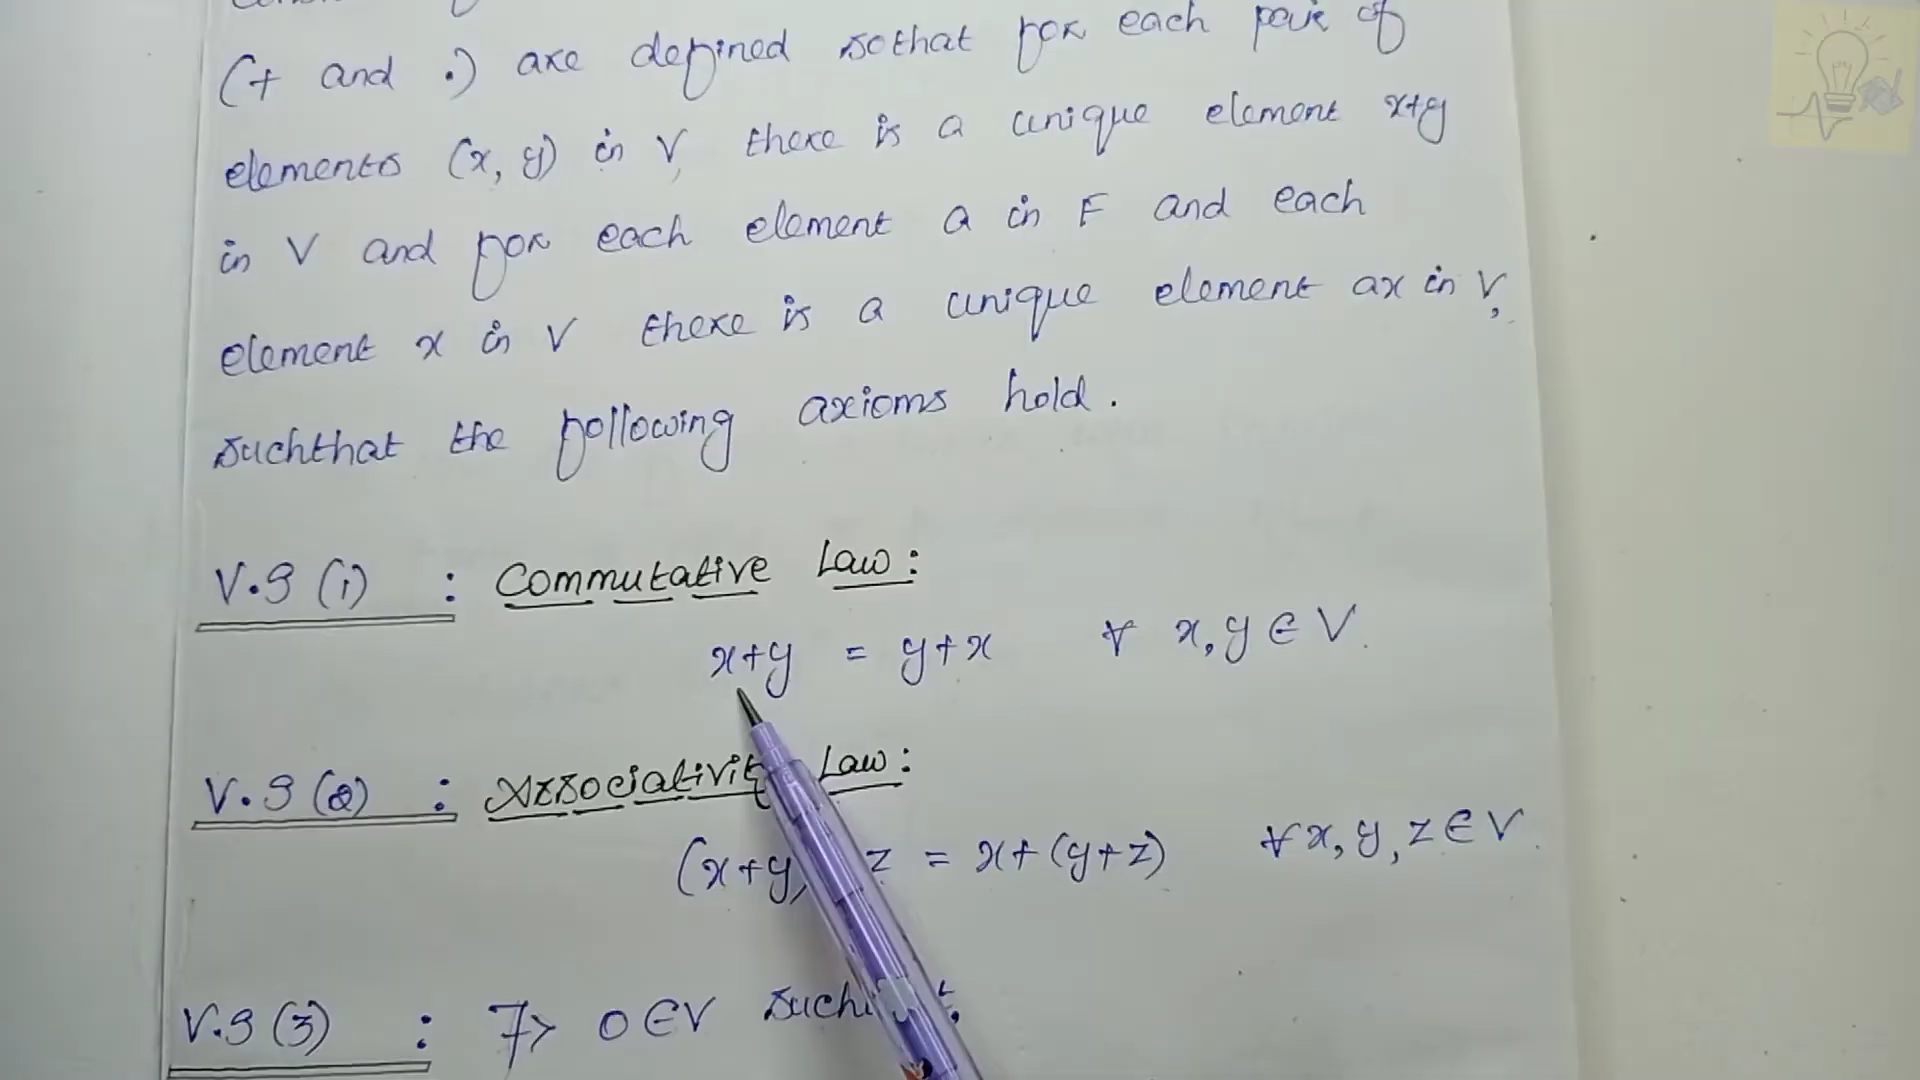 (+ and .) are defined sothat for each pair of
elements (x, y) in V, there is a unique element x+y
in V and for each element a in F and each
element x in V there is a unique element ax in V,
suchthat the following axioms hold.
V.S (1) : Commutative Law:
x+y = y+x ∀ x, y ∈ V.
V.S (2) : Associativity Law:
(x+y) z = x+(y+z) ∀ x, y, z ∈ V.
V.S (3) : 0 ∈ V